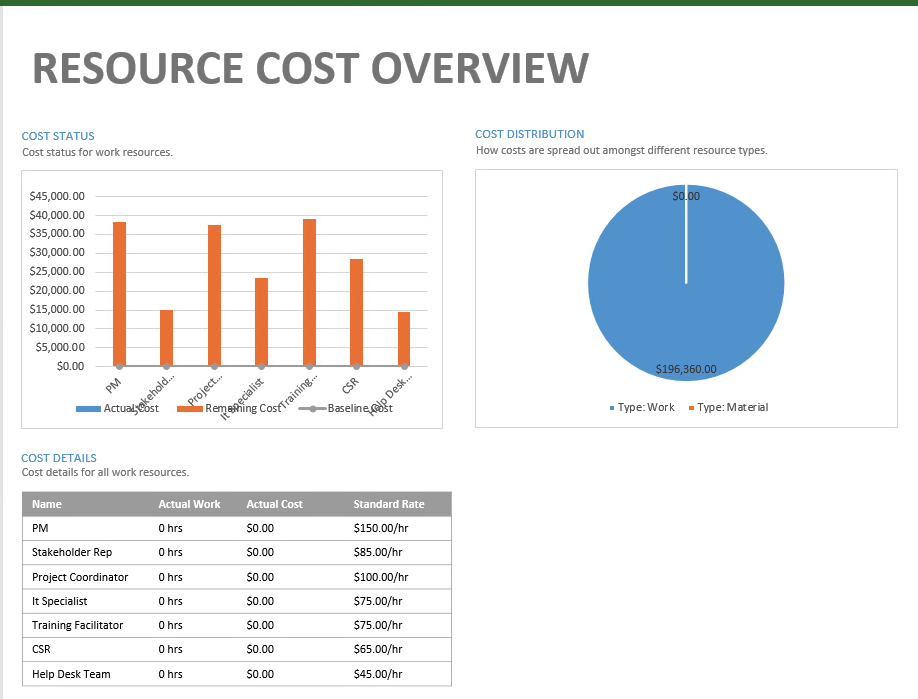 RESOURCE COST OVERVIEW
COST STATUS
Cost status for work resources.
$45,000.00
$40,000.00
$35,000.00
$30,000.00
$25,000.00
$20,000.00
$15,000.00
$10,000.00
$5,000.00
$0.00
PM
Stakehold...
Project...
It Specialist
Training...
CSR
Help Desk...
Actual Cost
Remaining Cost
Baseline Cost
COST DISTRIBUTION
How costs are spread out amongst different resource types.
$0.00
$196,360.00
Type: Work Type: Material
COST DETAILS
Cost details for all work resources.
Name Actual Work Actual Cost Standard Rate
PM 0 hrs $0.00 $150.00/hr
Stakeholder Rep 0 hrs $0.00 $85.00/hr
Project Coordinator 0 hrs $0.00 $100.00/hr
It Specialist 0 hrs $0.00 $75.00/hr
Training Facilitator 0 hrs $0.00 $75.00/hr
CSR 0 hrs $0.00 $65.00/hr
Help Desk Team 0 hrs $0.00 $45.00/hr